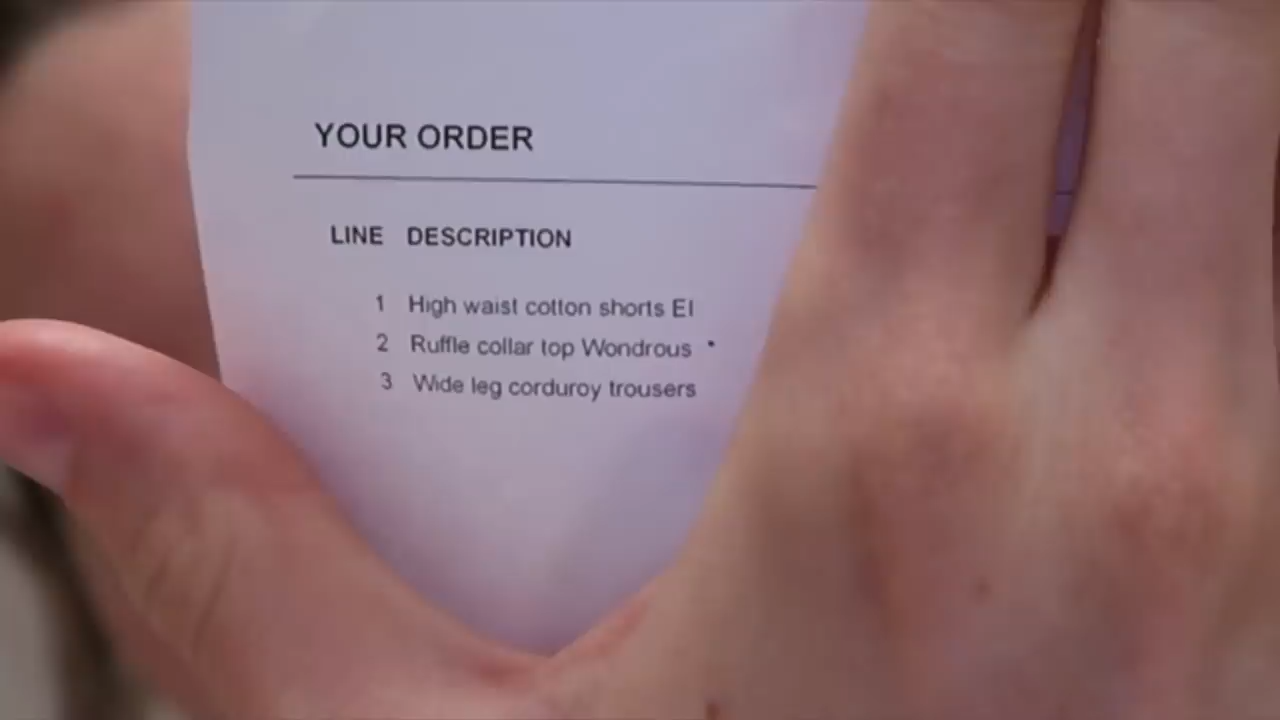 YOUR ORDER
LINE DESCRIPTION
1 High waist cotton shorts El
2 Ruffle collar top Wondrous
3 Wide leg corduroy trousers